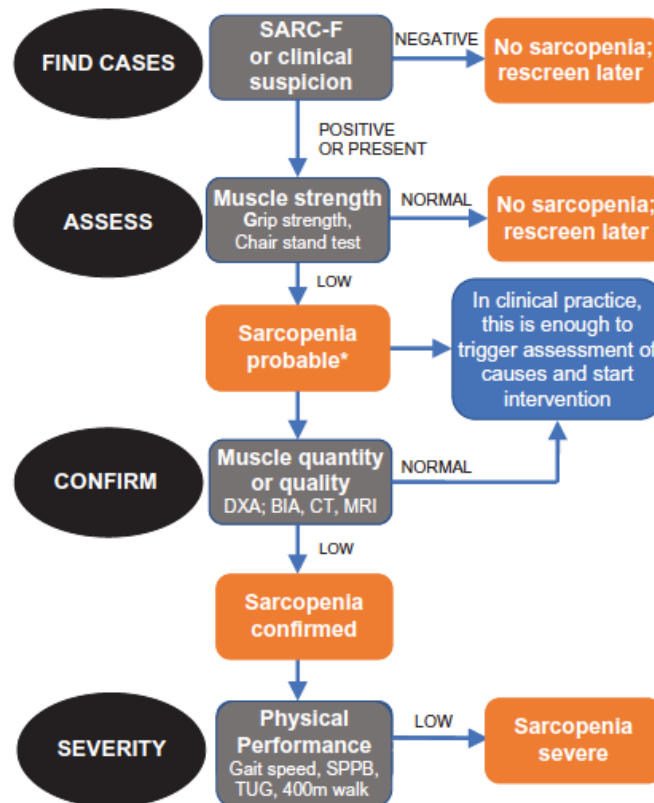 FIND CASES
SARC-F
or clinical
suspicion
NEGATIVE
No sarcopenia;
rescreen later
POSITIVE
OR PRESENT
ASSESS
Muscle strength
Grip strength,
Chair stand test
NORMAL
No sarcopenia;
rescreen later
LOW
Sarcopenia
probable*
In clinical practice,
this is enough to
trigger assessment of
causes and start
intervention
CONFIRM
Muscle quantity
or quality
DXA; BIA, CT, MRI
NORMAL
LOW
Sarcopenia
confirmed
SEVERITY
Physical
Performance
Gait speed, SPPB,
TUG, 400m walk
LOW
Sarcopenia
severe